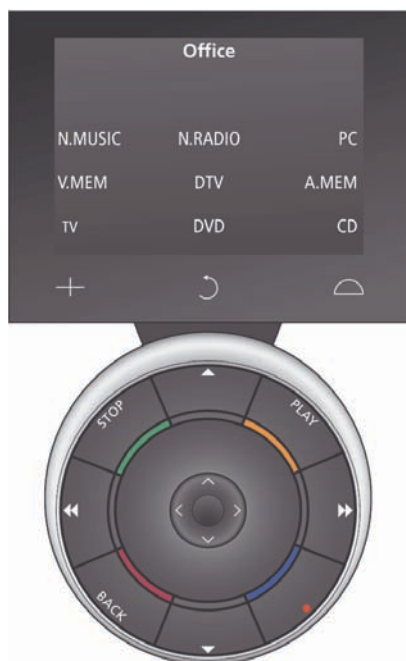 Office
N.MUSIC N.RADIO PC
V.MEM DTV A.MEM
TV DVD CD
STOP PLAY
BACK